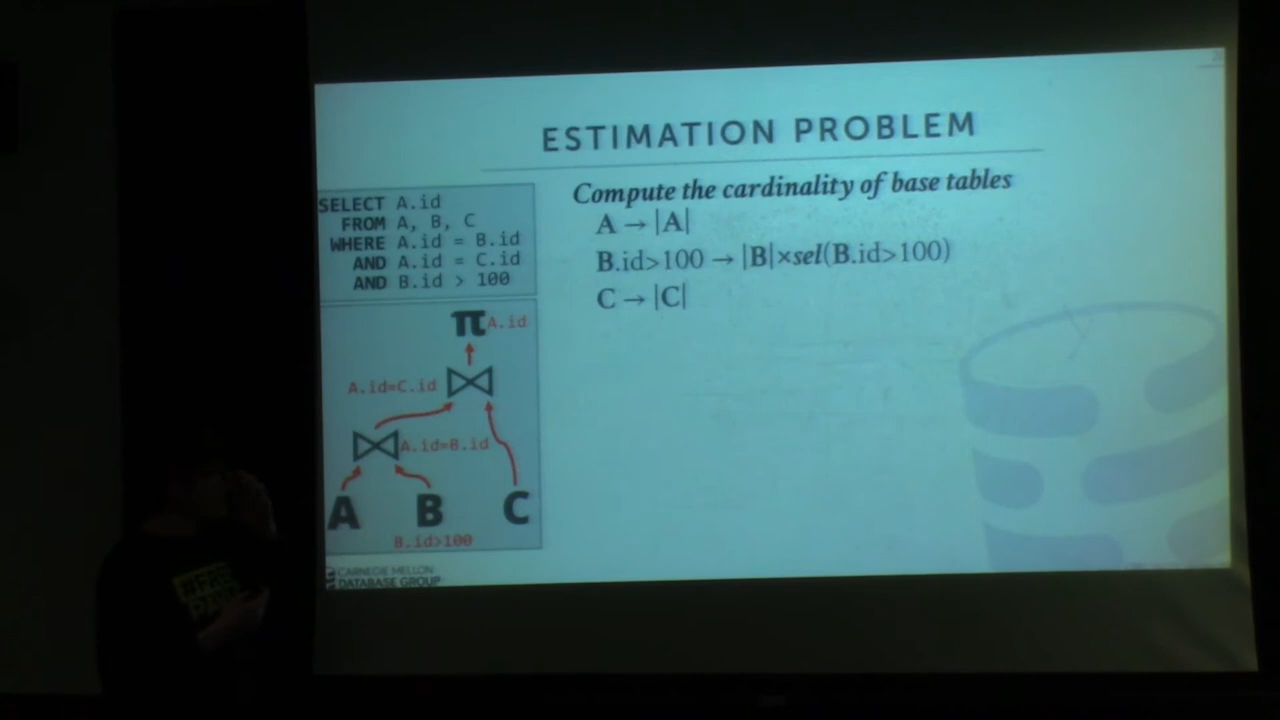 ESTIMATION PROBLEM
SELECT A.id
FROM A, B, C
WHERE A.id = B.id
AND A.id = C.id
AND B.id > 100
Compute the cardinality of base tables
A → |A|
B.id>100 → |B|×sel(B.id>100)
C → |C|
π A.id
A.id=C.id ⋈
⋈ A.id=B.id
A B C
B.id>100
CARNEGIE MELLON
DATABASE GROUP